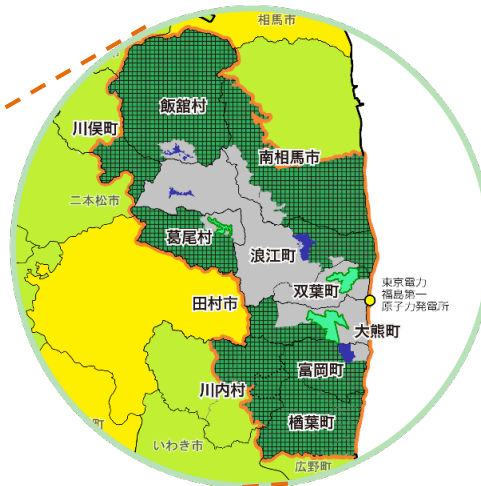 相馬市
飯舘村
川俣町
南相馬市
二本松市
葛尾村
浪江町
双葉町
東京電力
福島第一
原子力発電所
田村市
大熊町
富岡町
川内村
楢葉町
町
いわき市
広野町